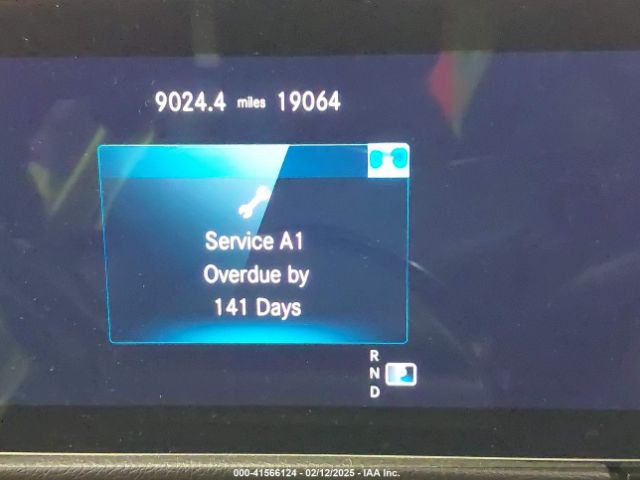 9024.4 miles 19064
Service A1
Overdue by
141 Days
R
N
D
000-41566124 - 02/12/2025 - IAA Inc.